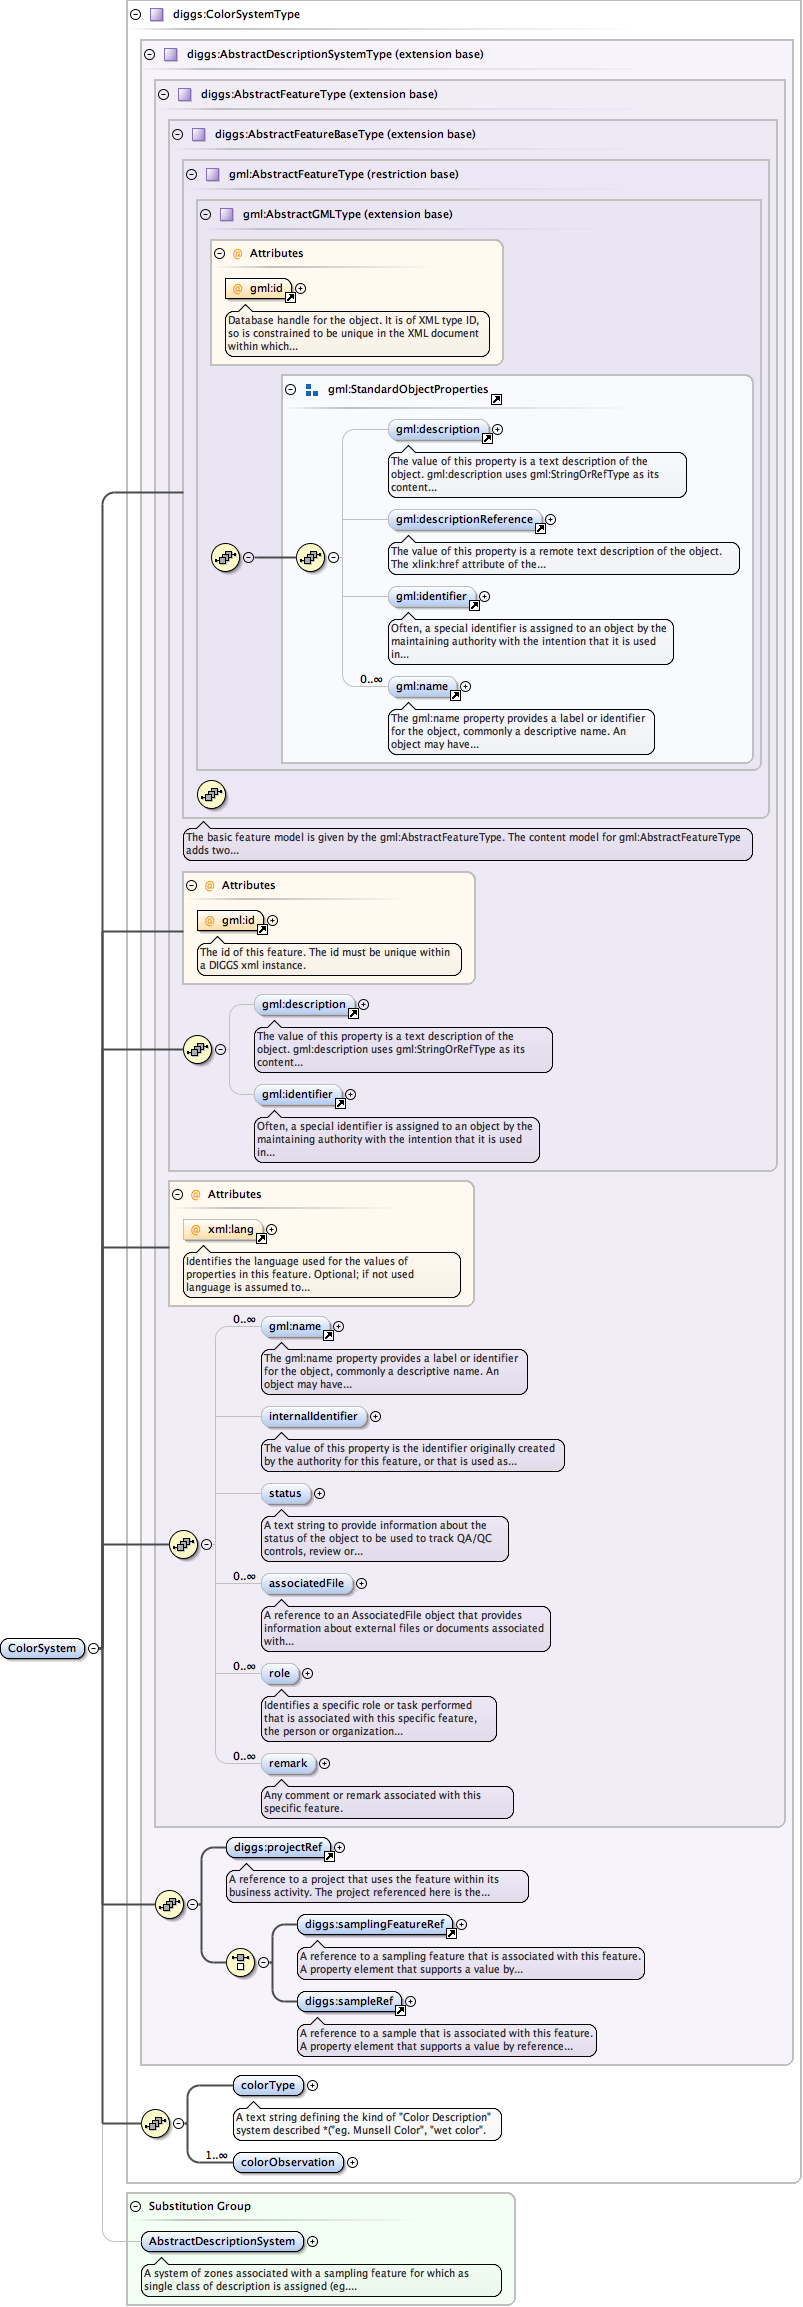 diggs:ColorSystemType
diggs:AbstractDescriptionSystemType (extension base)
diggs:AbstractFeatureType (extension base)
diggs:AbstractFeatureBaseType (extension base)
gml:AbstractFeatureType (restriction base)
gml:AbstractGMLType (extension base)
@ Attributes
@ gml:id
Database handle for the object. It is of XML type ID,
so is constrained to be unique in the XML document
within which...
gml:StandardObjectProperties
gml:description
The value of this property is a text description of the
object. gml:description uses gml:StringOrRefType as its
content...
gml:descriptionReference
The value of this property is a remote text description of the object.
The xlink:href attribute of the...
gml:identifier
Often, a special identifier is assigned to an object by the
maintaining authority with the intention that it is used
in...
0..∞
gml:name
The gml:name property provides a label or identifier
for the object, commonly a descriptive name. An
object may have...
The basic feature model is given by the gml:AbstractFeatureType. The content model for gml:AbstractFeatureType
adds two...
@ Attributes
@ gml:id
The id of this feature. The id must be unique within
a DIGGS xml instance.
gml:description
The value of this property is a text description of the
object. gml:description uses gml:StringOrRefType as its
content...
gml:identifier
Often, a special identifier is assigned to an object by the
maintaining authority with the intention that it is used
in...
@ Attributes
@ xml:lang
Identifies the language used for the values of
properties in this feature. Optional; if not used
language is assumed to...
0..∞
gml:name
The gml:name property provides a label or identifier
for the object, commonly a descriptive name. An
object may have...
internalIdentifier
The value of this property is the identifier originally created
by the authority for this feature, or that is used as...
status
A text string to provide information about the
status of the object to be used to track QA/QC
controls, review or...
0..∞
associatedFile
A reference to an AssociatedFile object that provides
information about external files or documents associated
with...
ColorSystem
0..∞
role
Identifies a specific role or task performed
that is associated with this specific feature,
the person or organization...
0..∞
remark
Any comment or remark associated with this
specific feature.
diggs:projectRef
A reference to a project that uses the feature within its
business activity. The project referenced here is the...
diggs:samplingFeatureRef
A reference to a sampling feature that is associated with this feature.
A property element that supports a value by...
diggs:sampleRef
A reference to a sample that is associated with this feature.
A property element that supports a value by reference...
colorType
A text string defining the kind of "Color Description"
system described *("eg. Munsell Color", "wet color".
1..∞
colorObservation
Substitution Group
AbstractDescriptionSystem
A system of zones associated with a sampling feature for which as
single class of description is assigned (eg....